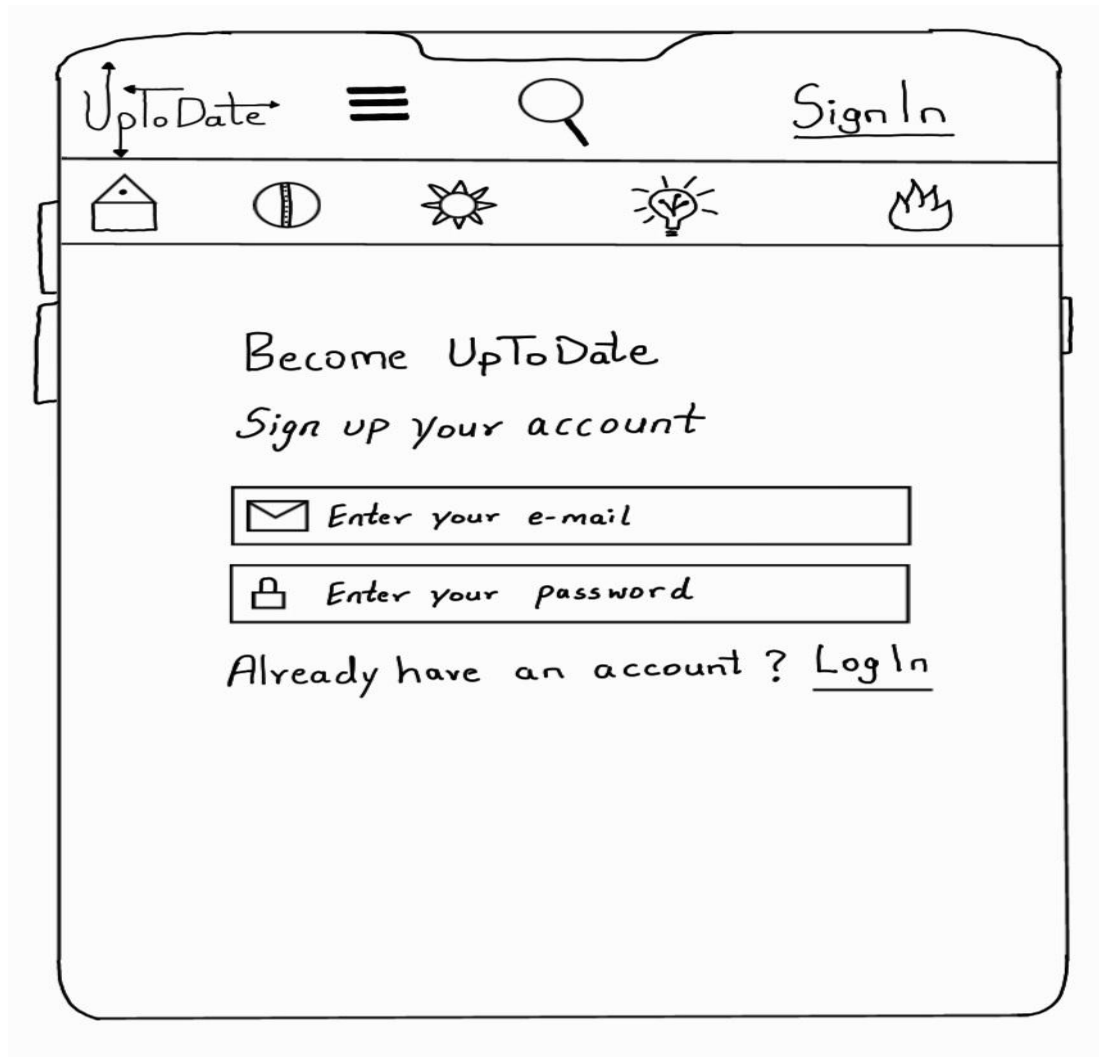 UpToDate
SignIn
Become UpToDate
Sign up your account
Enter your e-mail
Enter your password
Already have an account ? LogIn